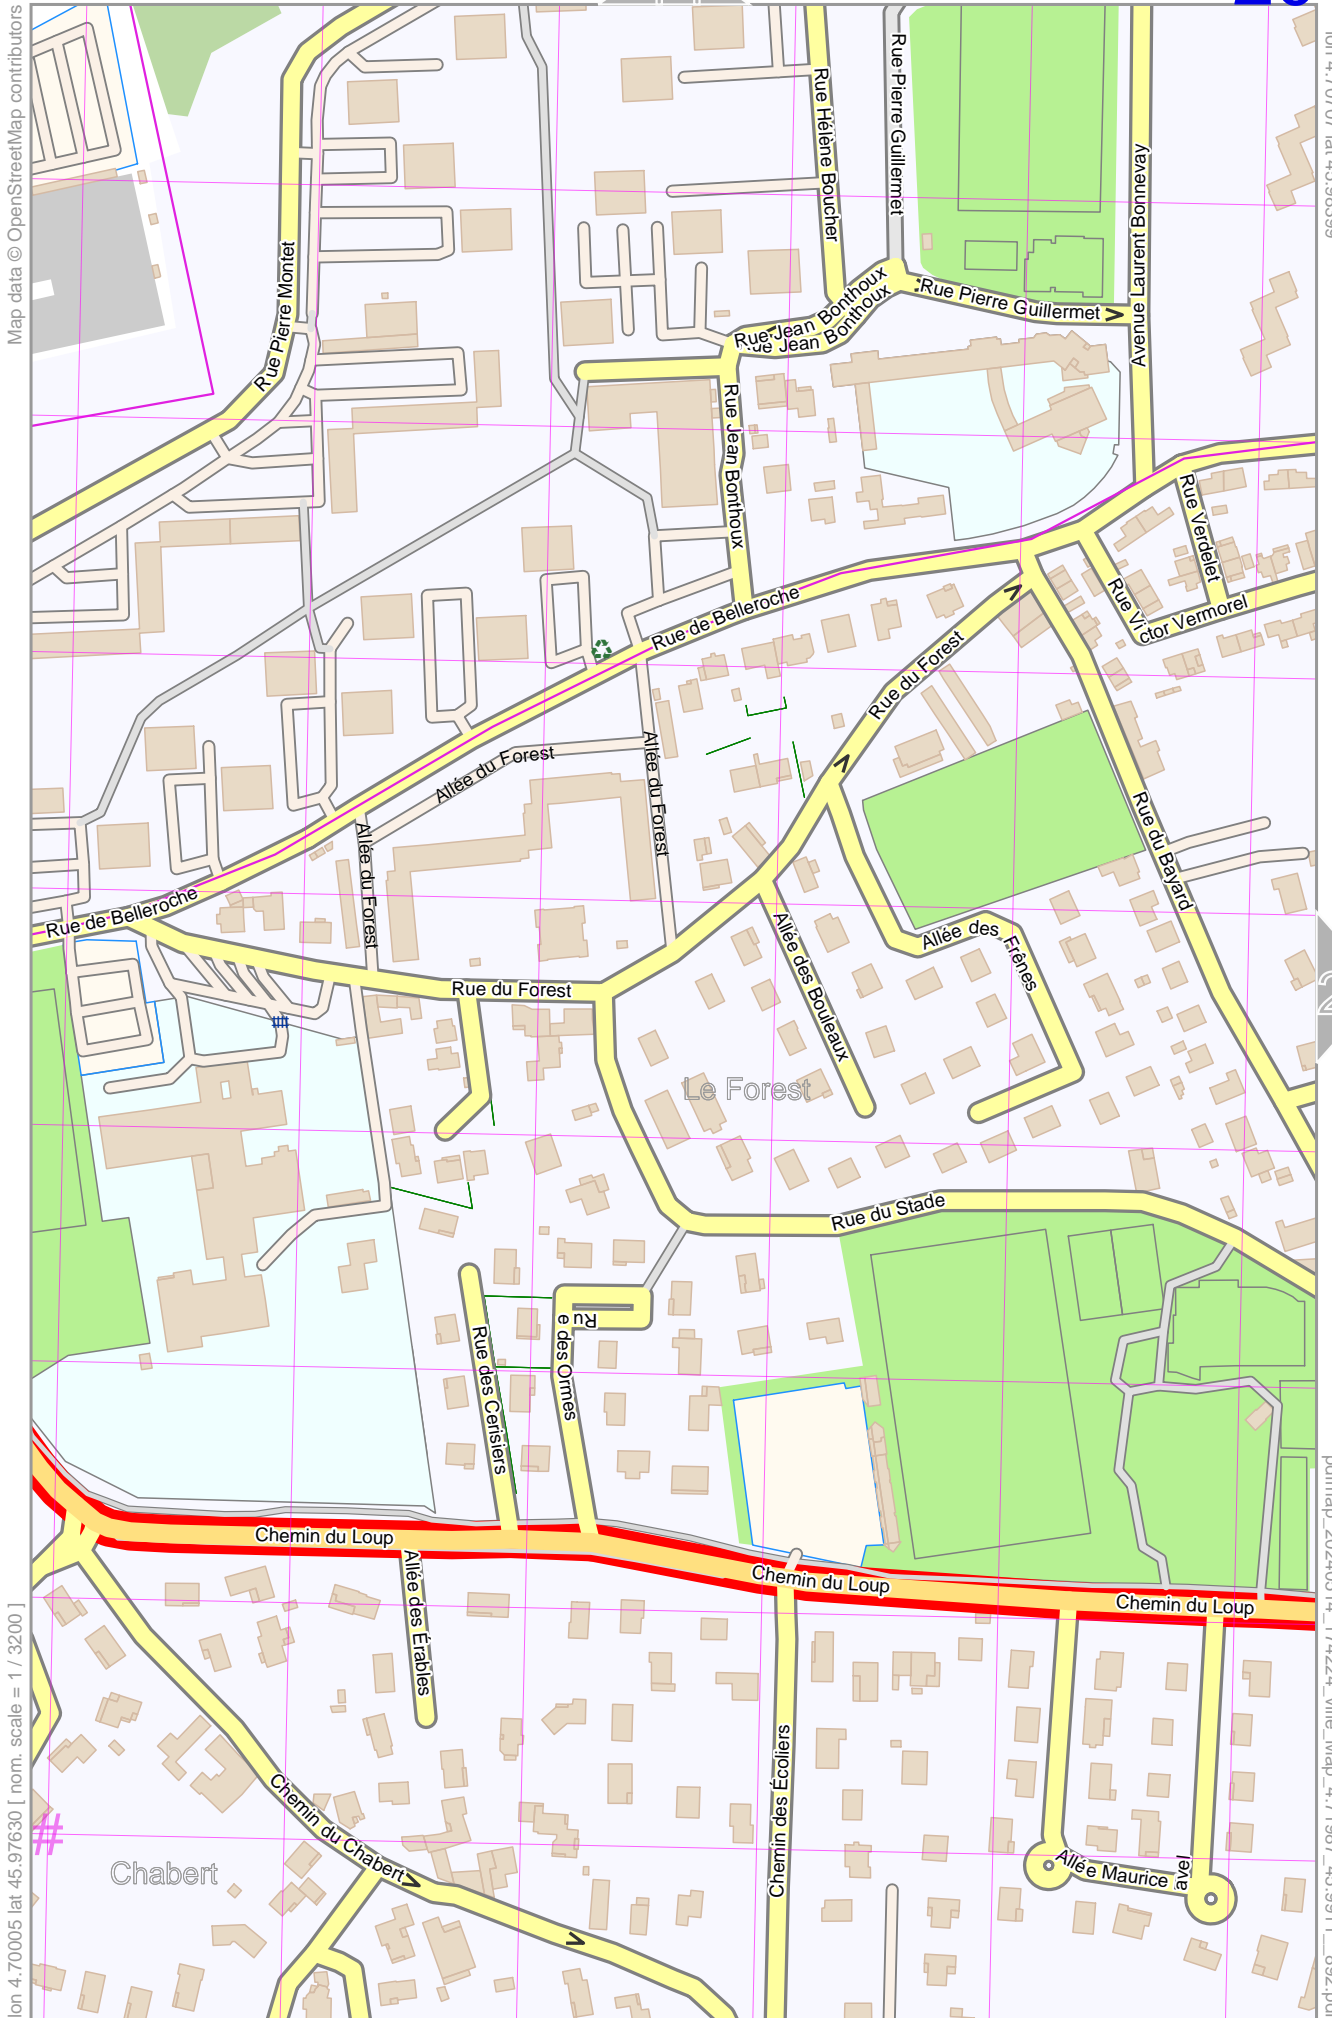 Map data © OpenStreetMap contributors
Rue Pierre Montet
Rue Hélène Boucher
Rue Pierre Guillermet
Avenue Laurent Bonnevay
Rue Pierre Guillermet
Rue Jean Bonthoux
Rue Jean Bonthoux
Rue Jean Bonthoux
Rue Verdelet
Rue Vi
ctor Vermorel
Rue de Belleroche
Rue du Forest
Allée du Forest
Allée du Forest
Allée du Forest
Rue du Bayard
Rue de Belleroche
Allée des
Frênes
Allée des Bouleaux
Rue du Forest
Le Forest
Rue du Stade
Ru
e des Ormes
Rue des Cerisiers
Chemin du Loup
Chemin du Loup
Chemin du Loup
Allée des Érables
Chemin des Écoliers
Chemin du Chabert
Chabert
Allée Maurice
avel
#
lon 4.70005 lat 45.97630 [ nom. scale = 1 / 3200 ]
2